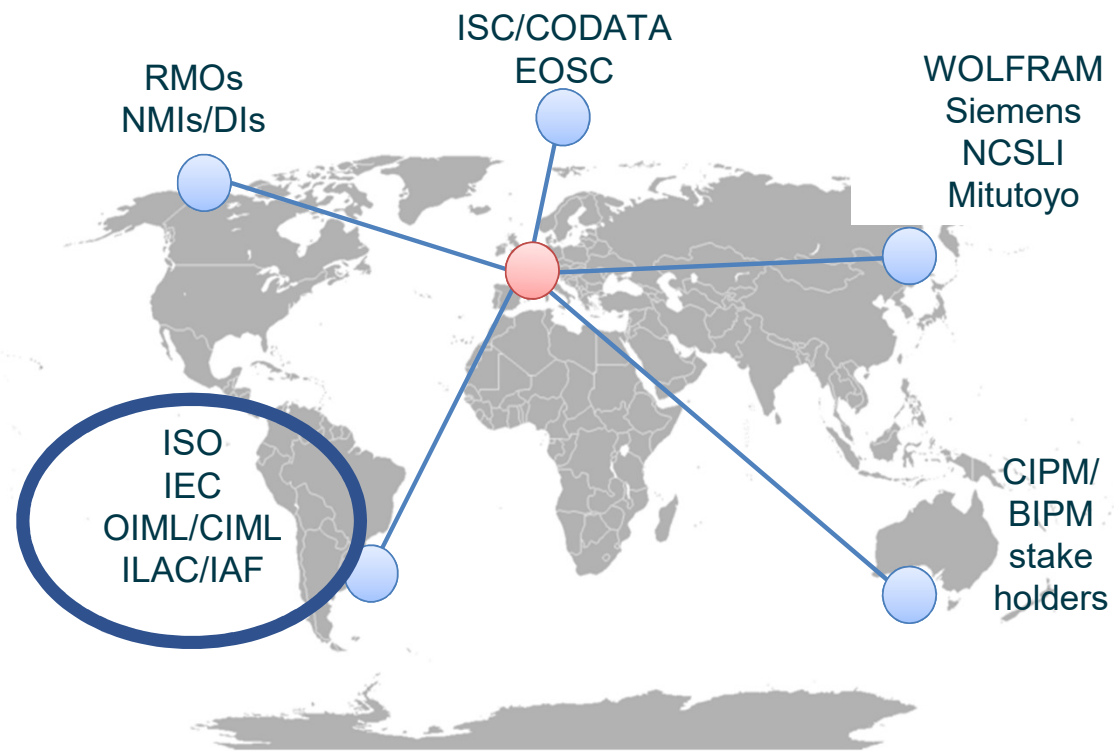 ISC/CODATA
EOSC
RMOs
NMIs/DIs
WOLFRAM
Siemens
NCSLI
Mitutoyo
ISO
IEC
OIML/CIML
ILAC/IAF
CIPM/
BIPM
stake
holders